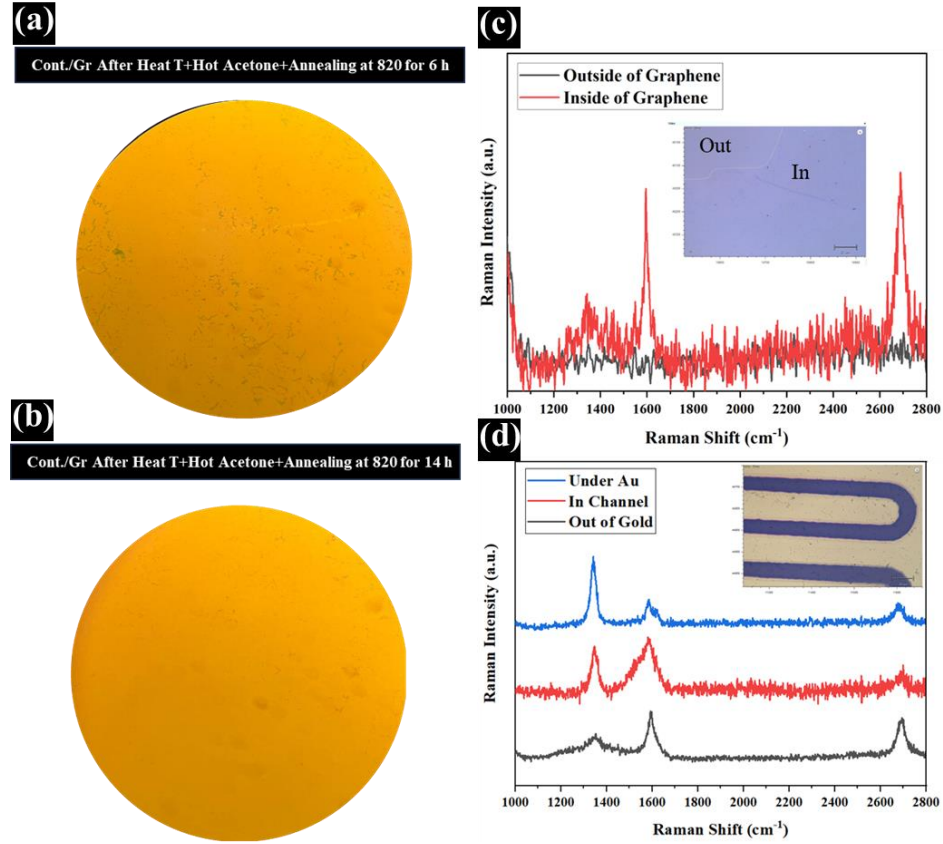 (a)
Cont./Gr After Heat T+Hot Acetone+Annealing at 820 for 6 h
(b)
Cont./Gr After Heat T+Hot Acetone+Annealing at 820 for 14 h
(c)
Outside of Graphene
Inside of Graphene
Out
In
Raman Intensity (a.u.)
1000 1200 1400 1600 1800 2000 2200 2400 2600 2800
Raman Shift (cm⁻¹)
(d)
Under Au
In Channel
Out of Gold
Raman Intensity (a.u.)
1000 1200 1400 1600 1800 2000 2200 2400 2600 2800
Raman Shift (cm⁻¹)